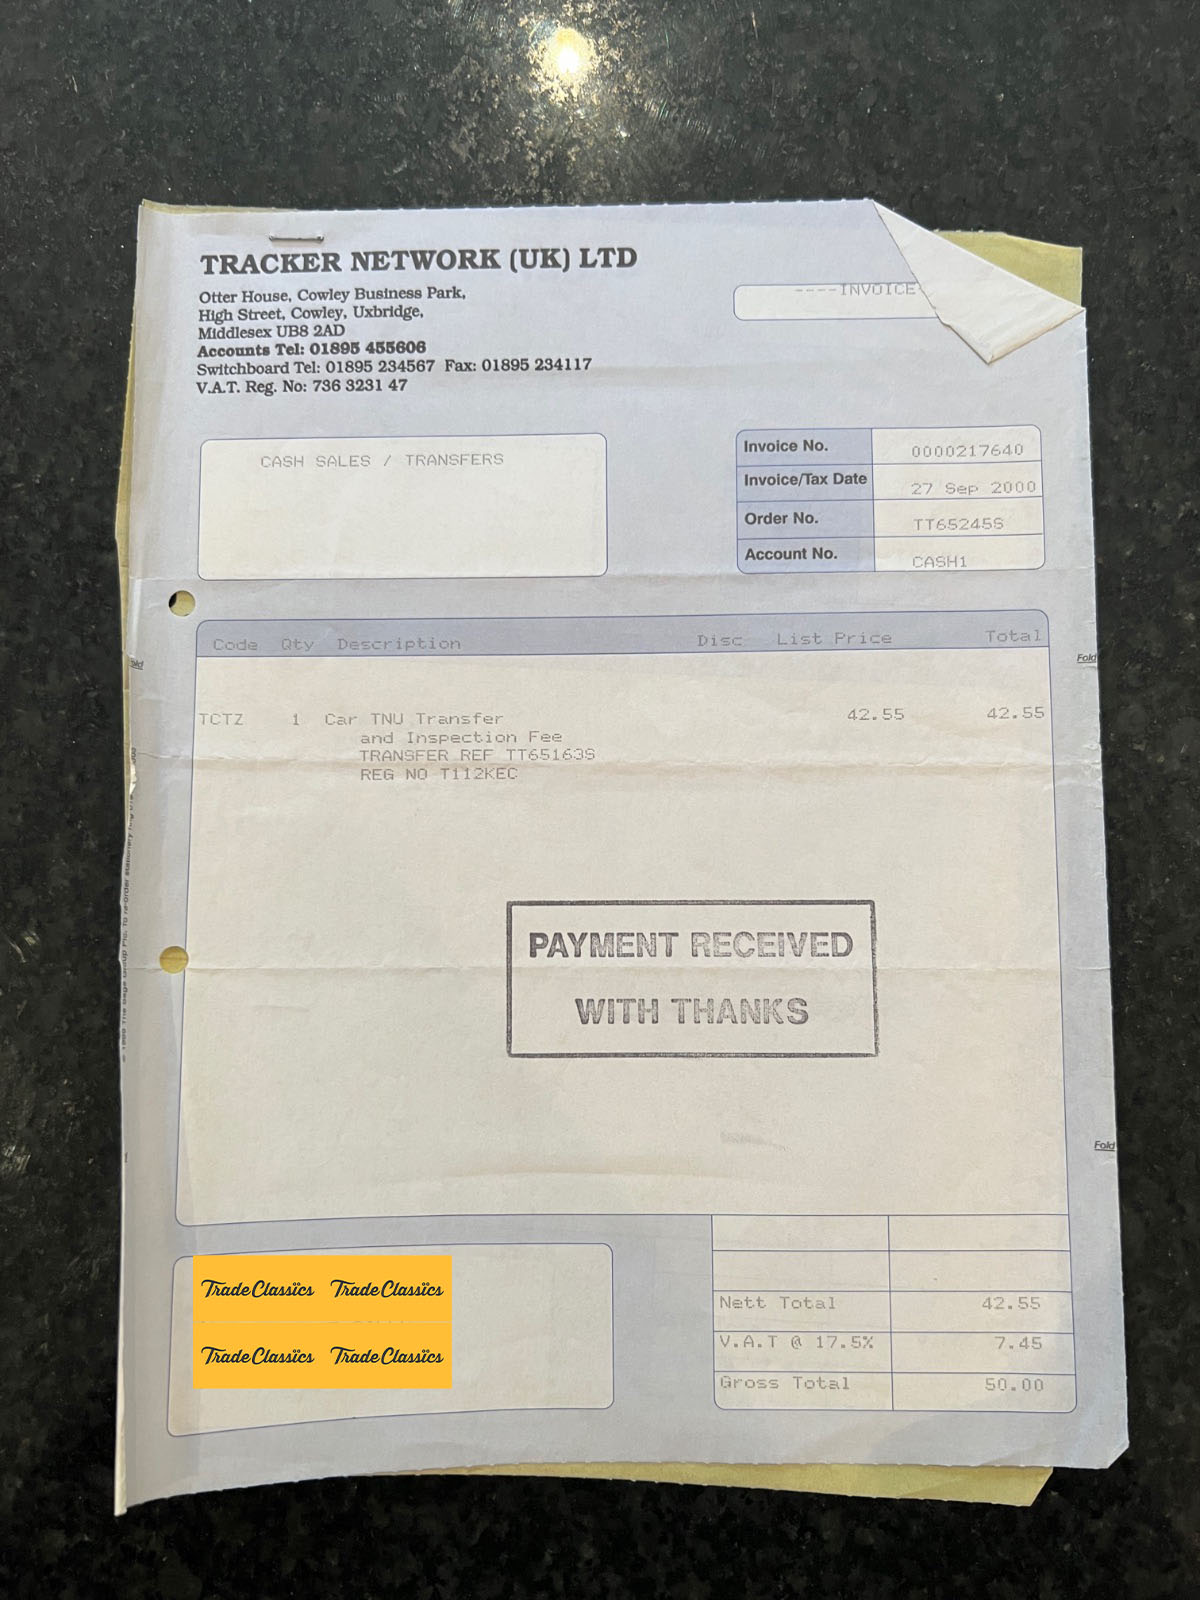 TRACKER NETWORK (UK) LTD
Otter House, Cowley Business Park,
High Street, Cowley, Uxbridge,
Middlesex UB8 2AD
Accounts Tel: 01895 455606
Switchboard Tel: 01895 234567 Fax: 01895 234117
V.A.T. Reg. No: 736 3231 47
----INVOICE
CASH SALES / TRANSFERS
Invoice No. 0000217640
Invoice/Tax Date 27 Sep 2000
Order No. TT65245S
Account No. CASH1
Code Qty Description Disc List Price Total
Fold
TCTZ 1 Car TNU Transfer 42.55 42.55
and Inspection Fee
TRANSFER REF TT65163S
REG NO T112KEC
PAYMENT RECEIVED
WITH THANKS
Fold
TradeClassics TradeClassics
TradeClassics TradeClassics
Nett Total 42.55
V.A.T @ 17.5% 7.45
Gross Total 50.00